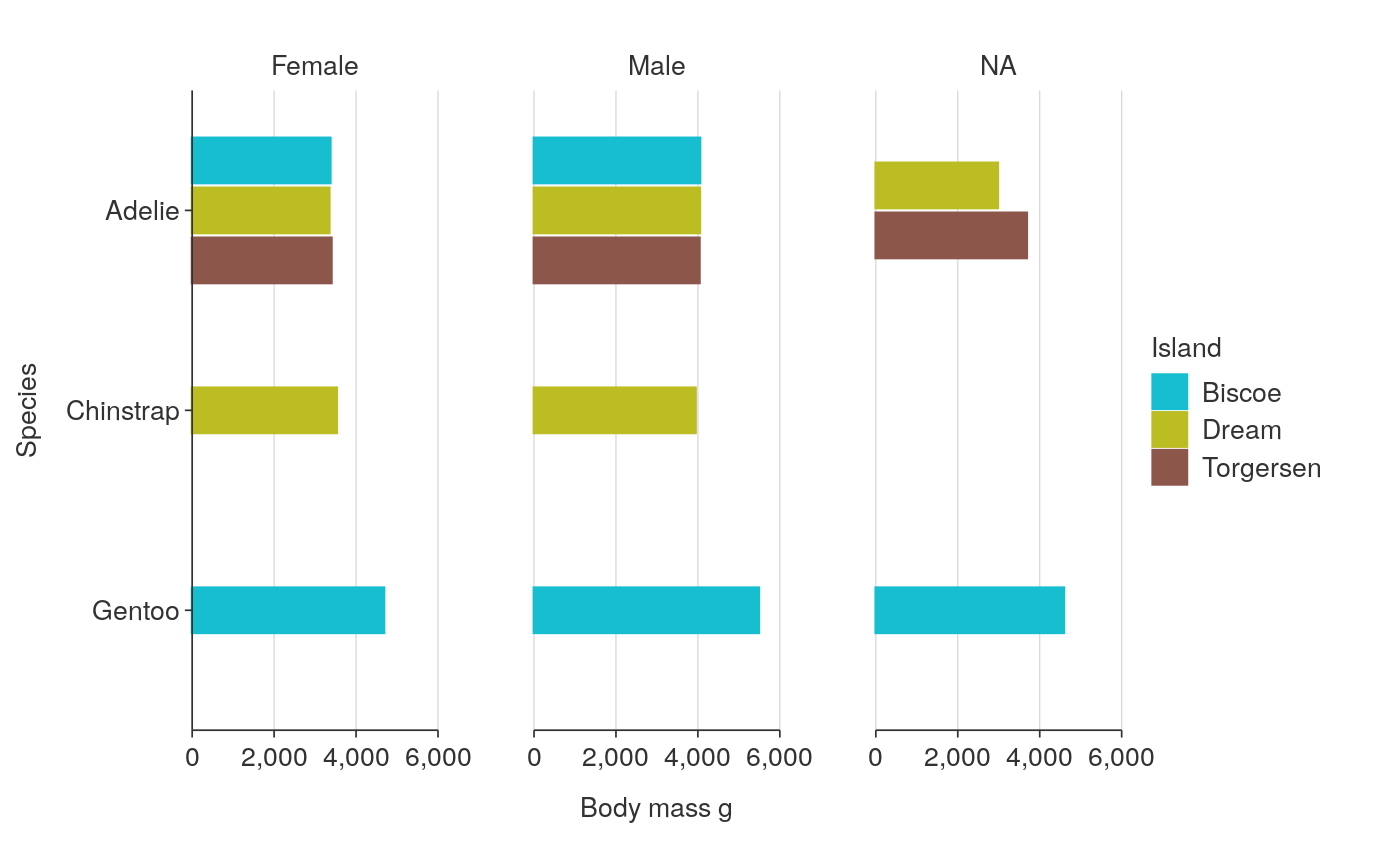 Female Male NA
Adelie
Chinstrap
Gentoo
Species
0 2,000 4,000 6,000 0 2,000 4,000 6,000 0 2,000 4,000 6,000
Body mass g
Island
Biscoe
Dream
Torgersen